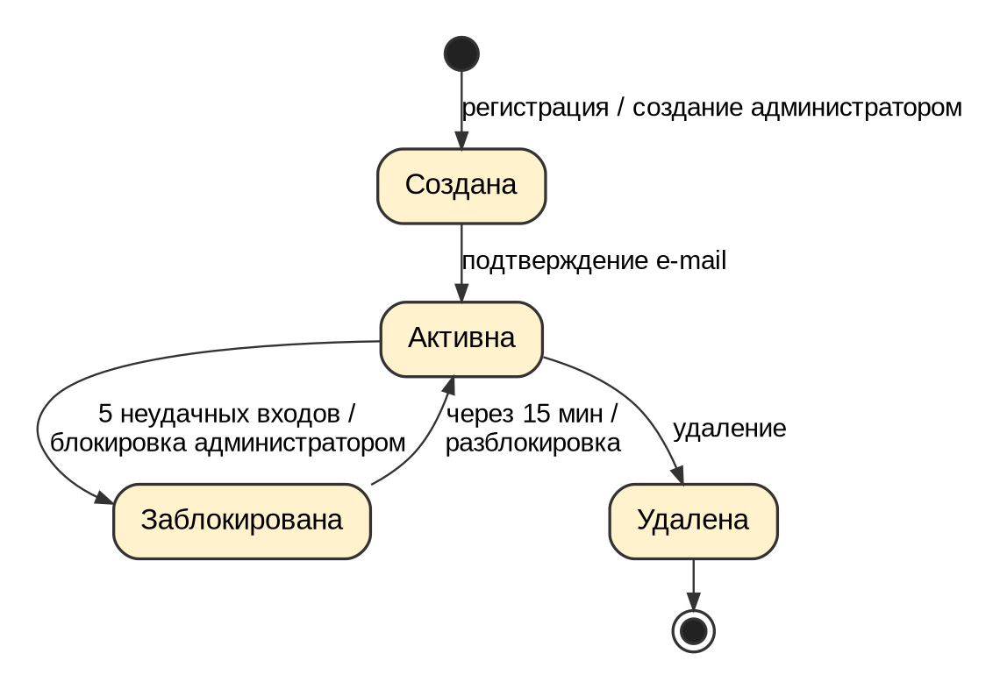 регистрация / создание администратором
Создана
подтверждение e-mail
Активна
5 неудачных входов /
блокировка администратором
через 15 мин /
разблокировка
удаление
Заблокирована
Удалена